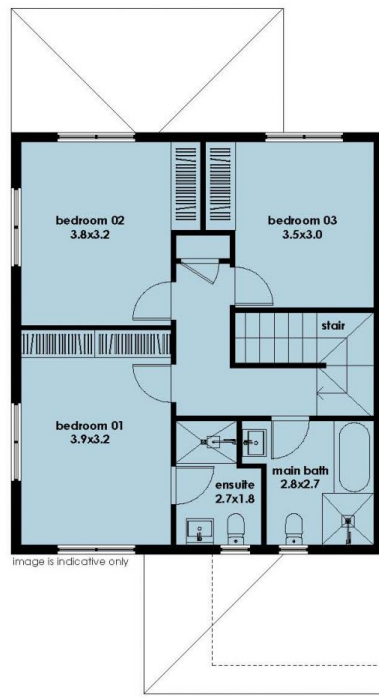 bedroom 02
3.8x3.2
bedroom 03
3.5x3.0
stair
bedroom 01
3.9x3.2
ensuite
2.7x1.8
main bath
2.8x2.7
image is indicative only